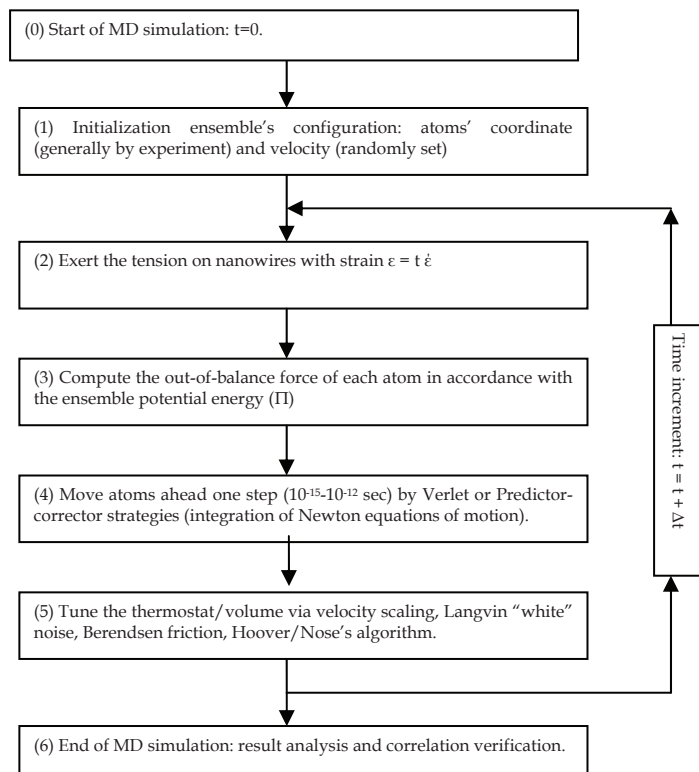 (0) Start of MD simulation: t=0.
(1) Initialization ensemble's configuration: atoms' coordinate
(generally by experiment) and velocity (randomly set)
(2) Exert the tension on nanowires with strain ε = t ε̇
(3) Compute the out-of-balance force of each atom in accordance with
the ensemble potential energy (Π)
(4) Move atoms ahead one step (10⁻¹⁵-10⁻¹² sec) by Verlet or Predictor-
corrector strategies (integration of Newton equations of motion).
(5) Tune the thermostat/volume via velocity scaling, Langvin “white”
noise, Berendsen friction, Hoover/Nose's algorithm.
(6) End of MD simulation: result analysis and correlation verification.
Time increment: t = t + Δt